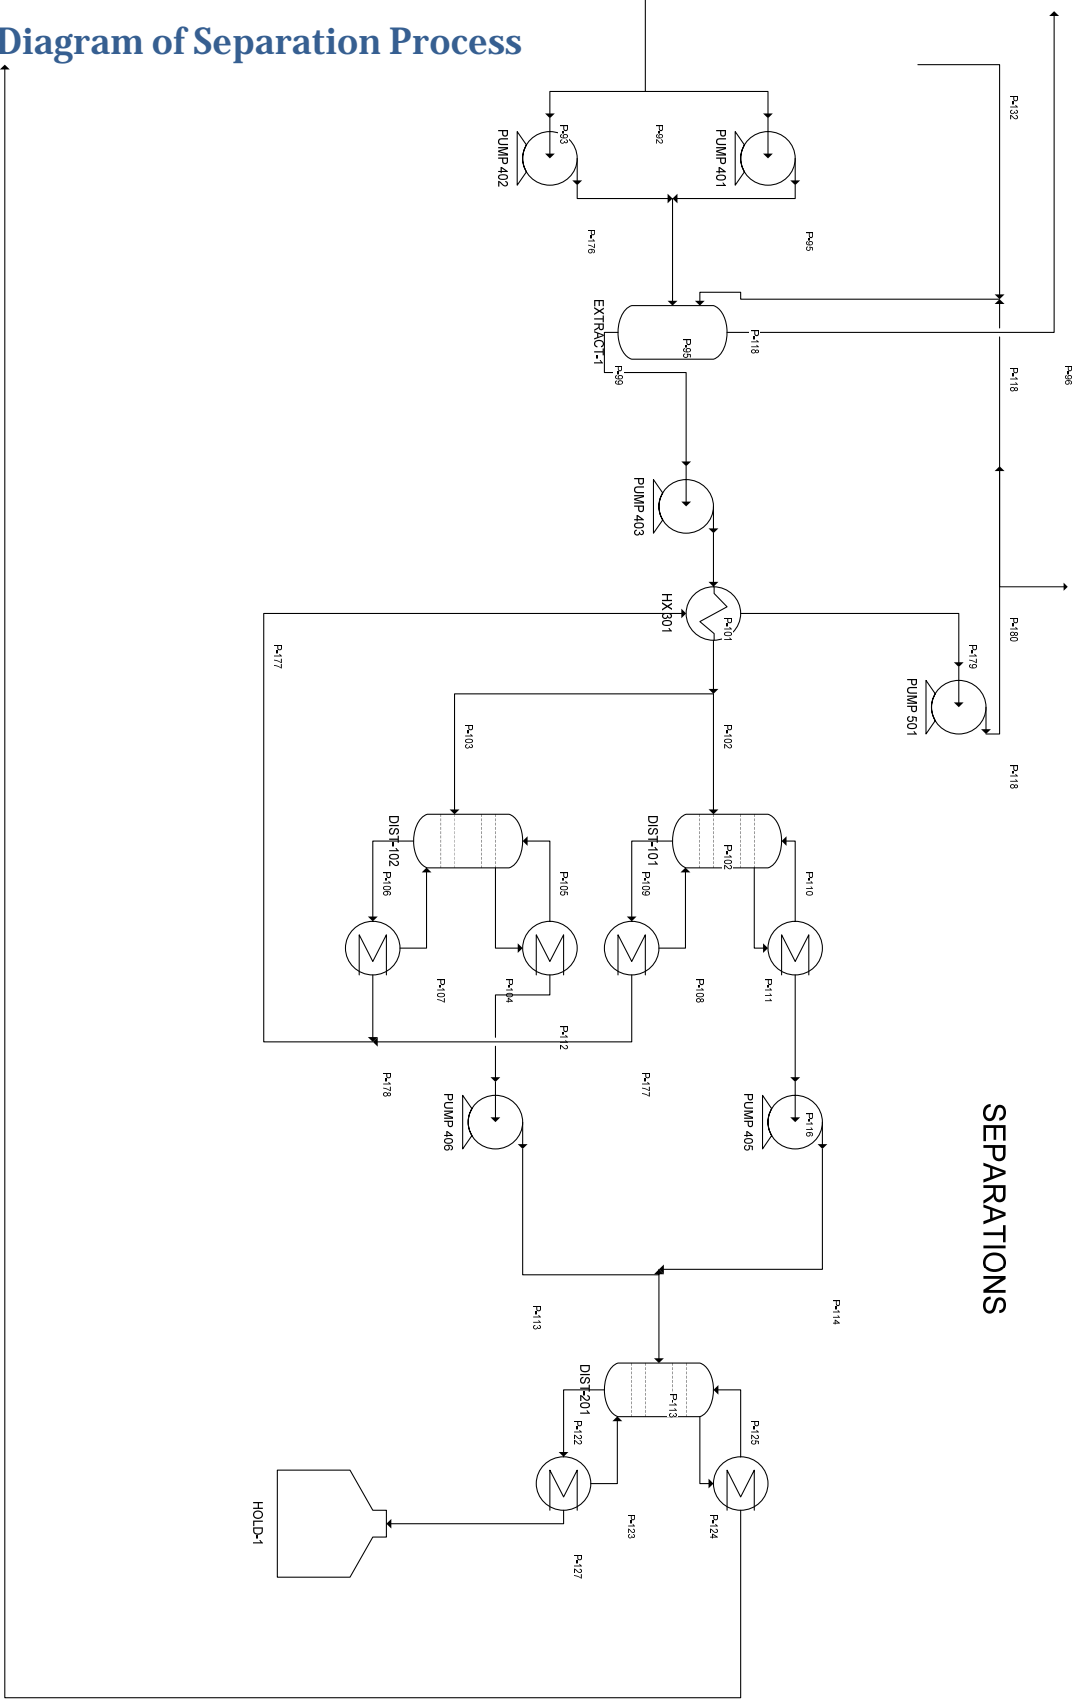 Diagram of Separation Process
P-132
P-93
P-92
PUMP 402
PUMP 401
P-176
P-95
EXTRACT-1
P-95
P-118
P-99
P-118
P-96
PUMP 403
HX 301
P-101
P-180
P-177
P-179
PUMP 501
P-103
P-102
P-118
DIST-102
DIST-101
P-102
P-106
P-105
P-109
P-110
P-107
P-104
P-108
P-111
P-112
P-178
P-177
PUMP 406
PUMP 405
P-116
SEPARATIONS
P-113
P-114
DIST-201
P-113
P-122
P-125
HOLD-1
P-123
P-124
P-127